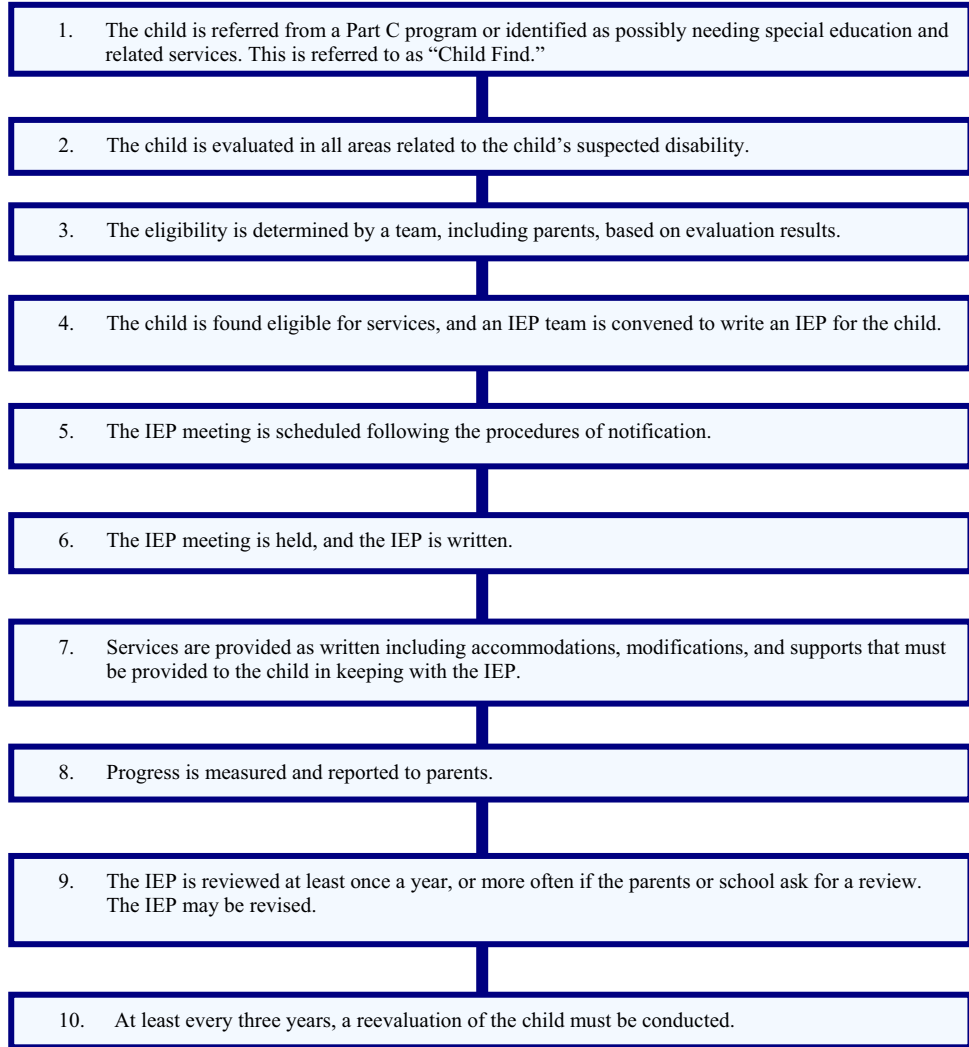 1. The child is referred from a Part C program or identified as possibly needing special education and
related services. This is referred to as “Child Find.”
2. The child is evaluated in all areas related to the child’s suspected disability.
3. The eligibility is determined by a team, including parents, based on evaluation results.
4. The child is found eligible for services, and an IEP team is convened to write an IEP for the child.
5. The IEP meeting is scheduled following the procedures of notification.
6. The IEP meeting is held, and the IEP is written.
7. Services are provided as written including accommodations, modifications, and supports that must
be provided to the child in keeping with the IEP.
8. Progress is measured and reported to parents.
9. The IEP is reviewed at least once a year, or more often if the parents or school ask for a review.
The IEP may be revised.
10. At least every three years, a reevaluation of the child must be conducted.